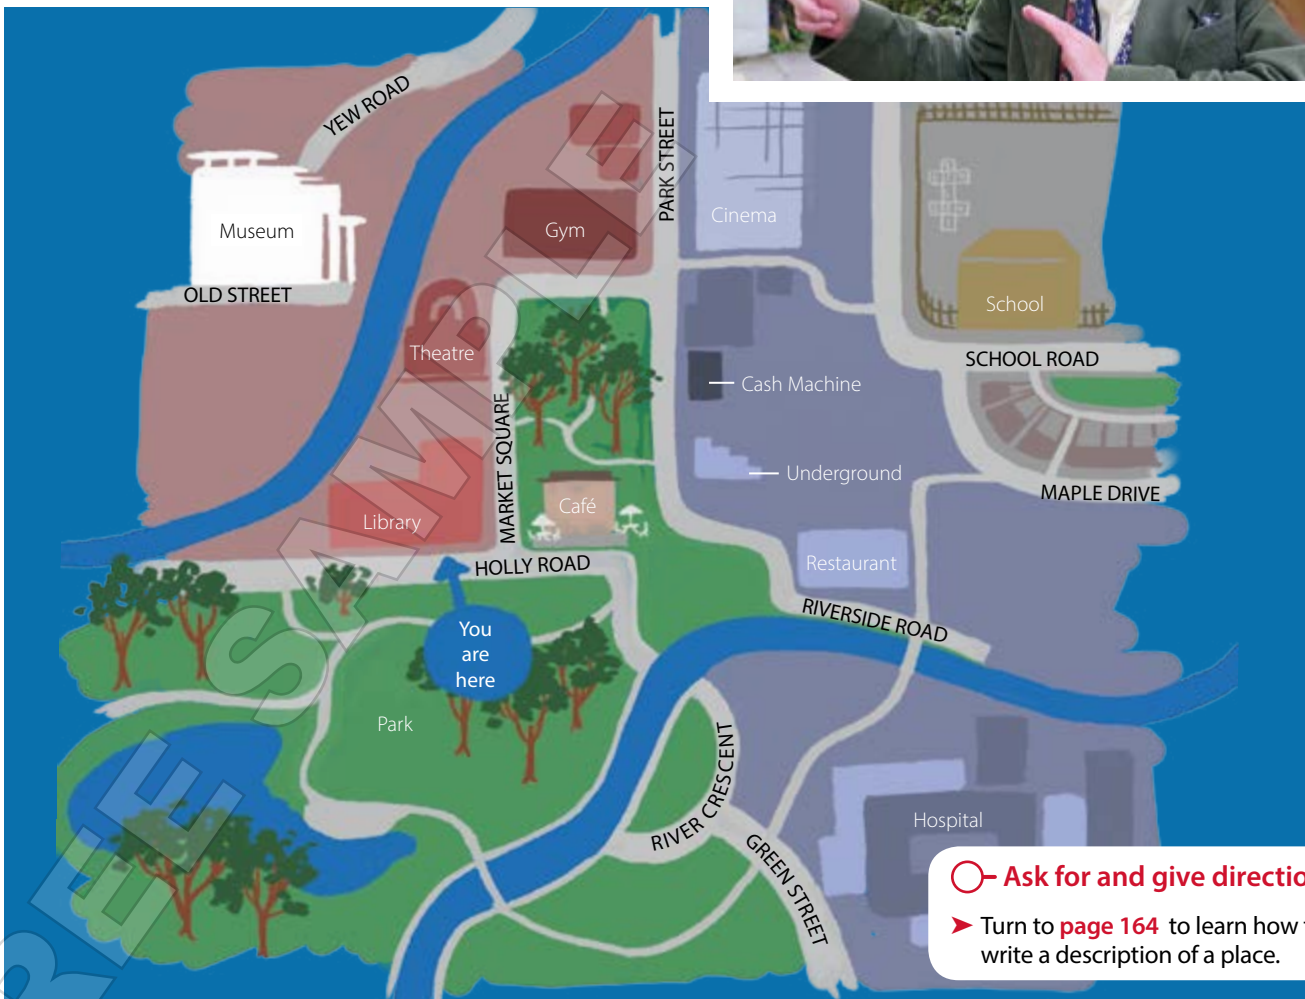 YEW ROAD
PARK STREET
Cinema
Museum
Gym
OLD STREET
School
Theatre
SCHOOL ROAD
Cash Machine
MARKET SQUARE
Underground
MAPLE DRIVE
Café
Library
HOLLY ROAD
Restaurant
RIVERSIDE ROAD
You
are
here
Park
RIVER CRESCENT
GREEN STREET
Hospital
Ask for and give directio
Turn to page 164 to learn how
write a description of a place.
FREE SAMPLE